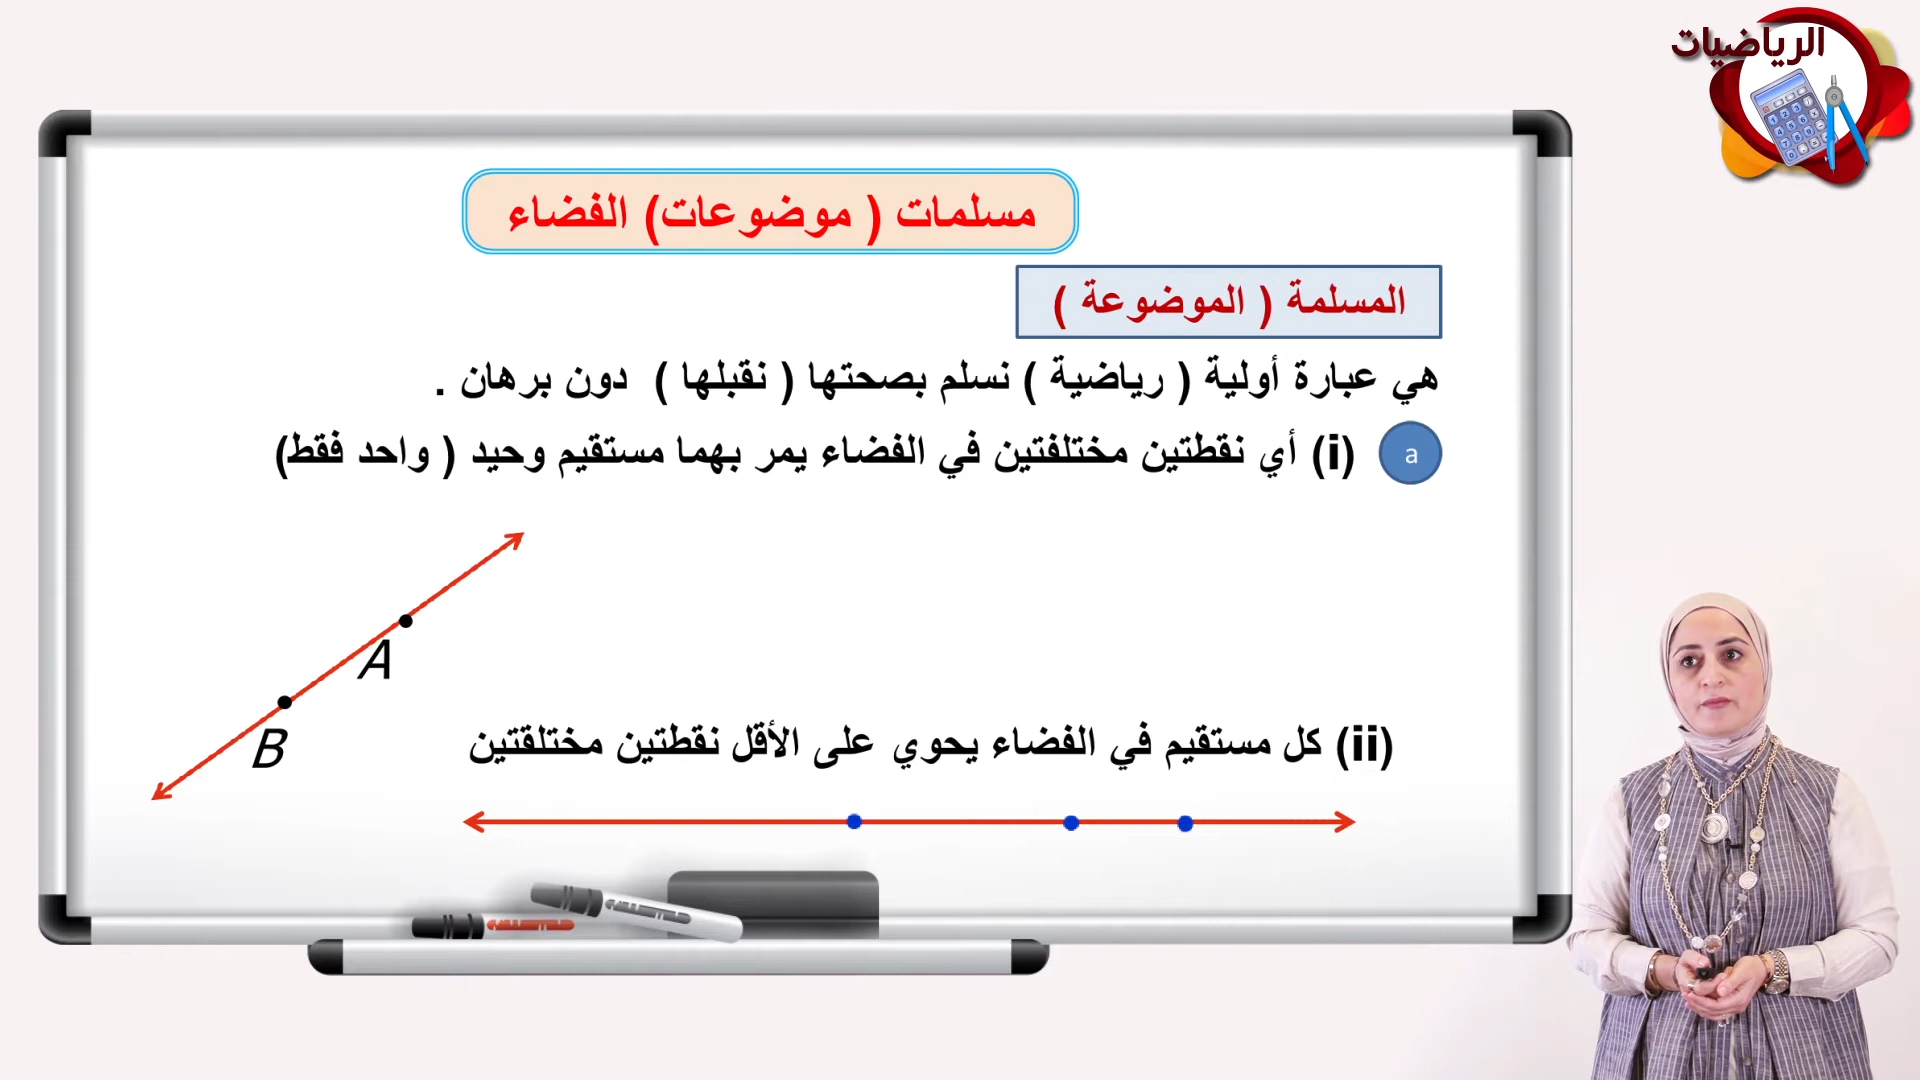 الرياضيات
مسلمات ( موضوعات) الفضاء
المسلمة ( الموضوعة )
هي عبارة أولية ( رياضية ) نسلم بصحتها ( نقبلها ) دون برهان .
a (i) أي نقطتين مختلفتين في الفضاء يمر بهما مستقيم وحيد ( واحد فقط)
A
B
(ii) كل مستقيم في الفضاء يحوي على الأقل نقطتين مختلقتين